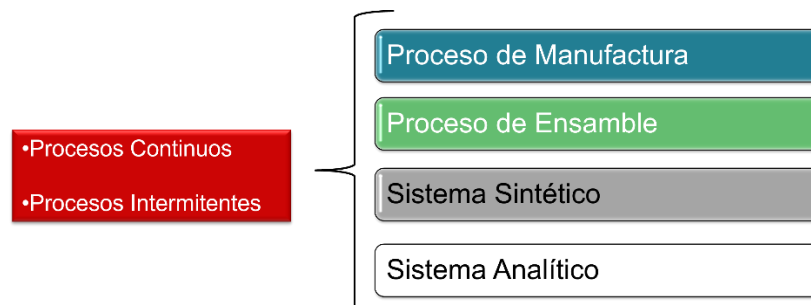 •Procesos Continuos
•Procesos Intermitentes
Proceso de Manufactura
Proceso de Ensamble
Sistema Sintético
Sistema Analítico